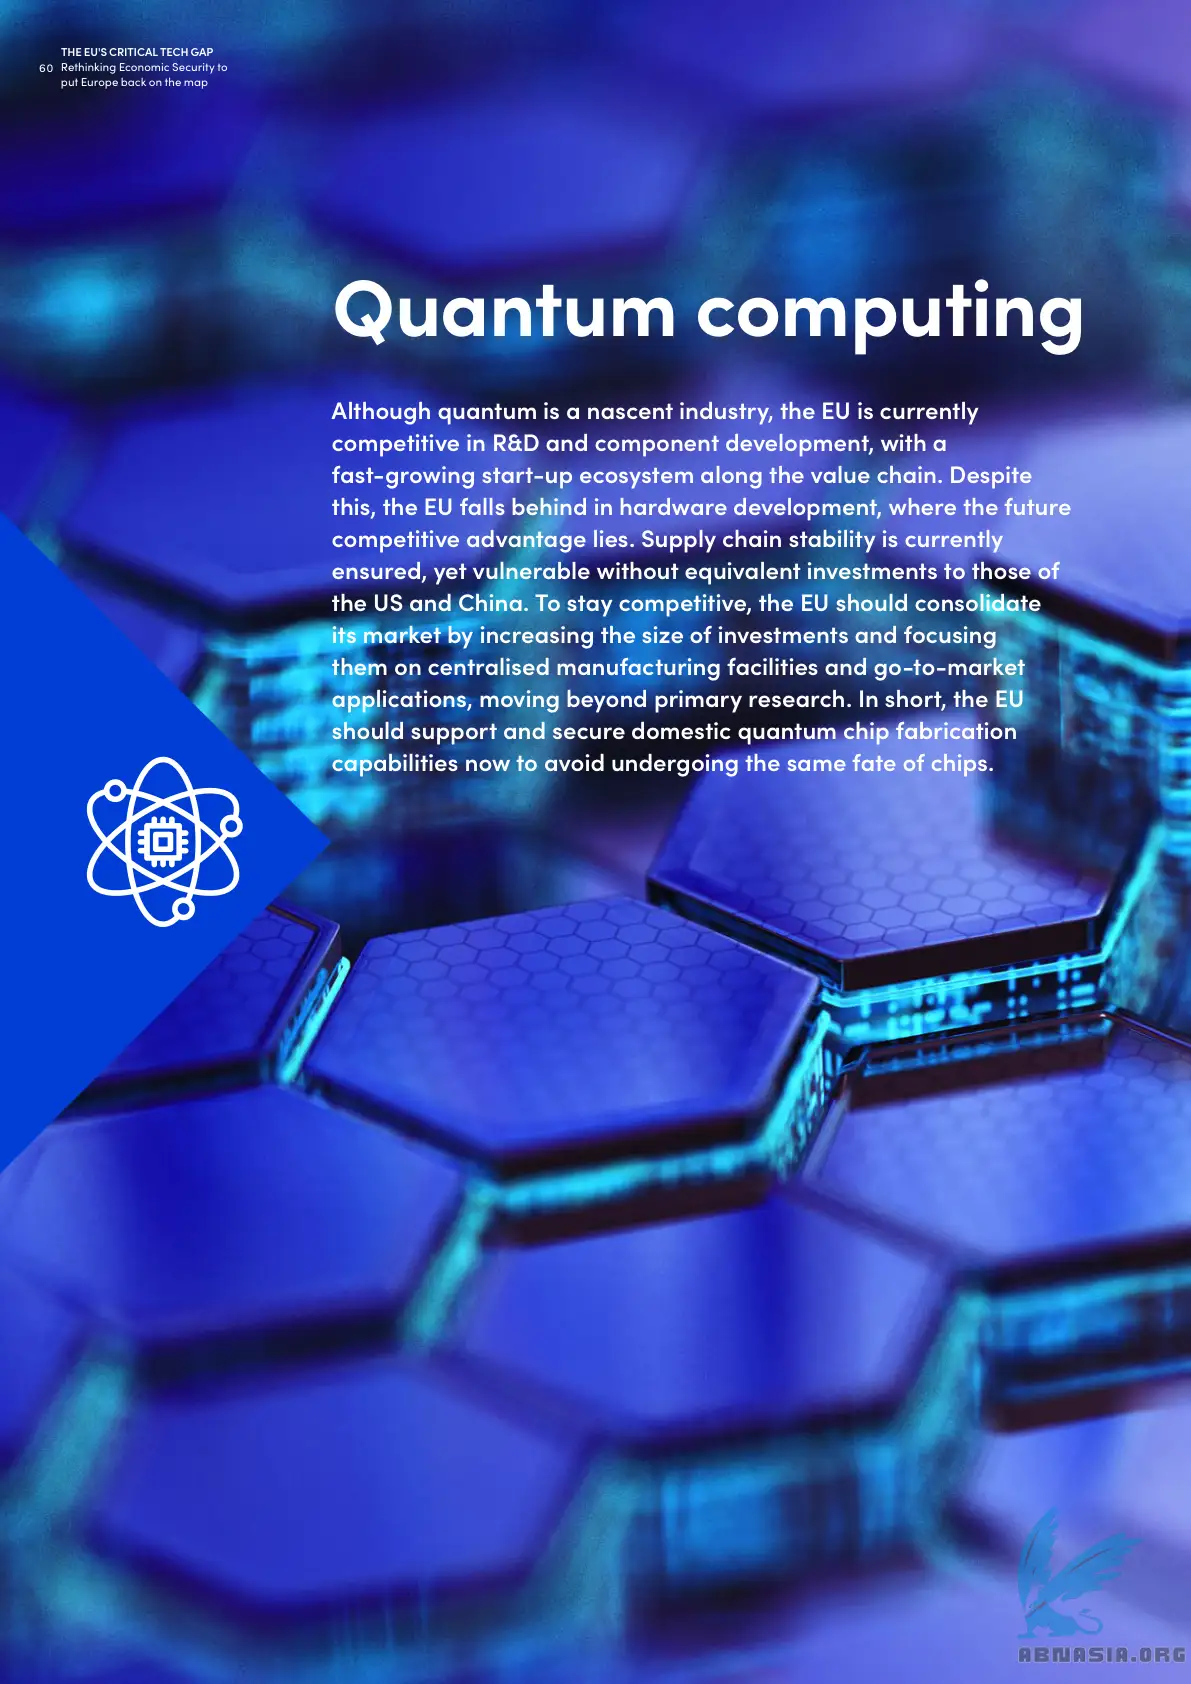 THE EU'S CRITICAL TECH GAP
60 Rethinking Economic Security to
put Europe back on the map
Quantum computing
Although quantum is a nascent industry, the EU is currently
competitive in R&D and component development, with a
fast-growing start-up ecosystem along the value chain. Despite
this, the EU falls behind in hardware development, where the future
competitive advantage lies. Supply chain stability is currently
ensured, yet vulnerable without equivalent investments to those of
the US and China. To stay competitive, the EU should consolidate
its market by increasing the size of investments and focusing
them on centralised manufacturing facilities and go-to-market
applications, moving beyond primary research. In short, the EU
should support and secure domestic quantum chip fabrication
capabilities now to avoid undergoing the same fate of chips.
ABNASIA.ORG